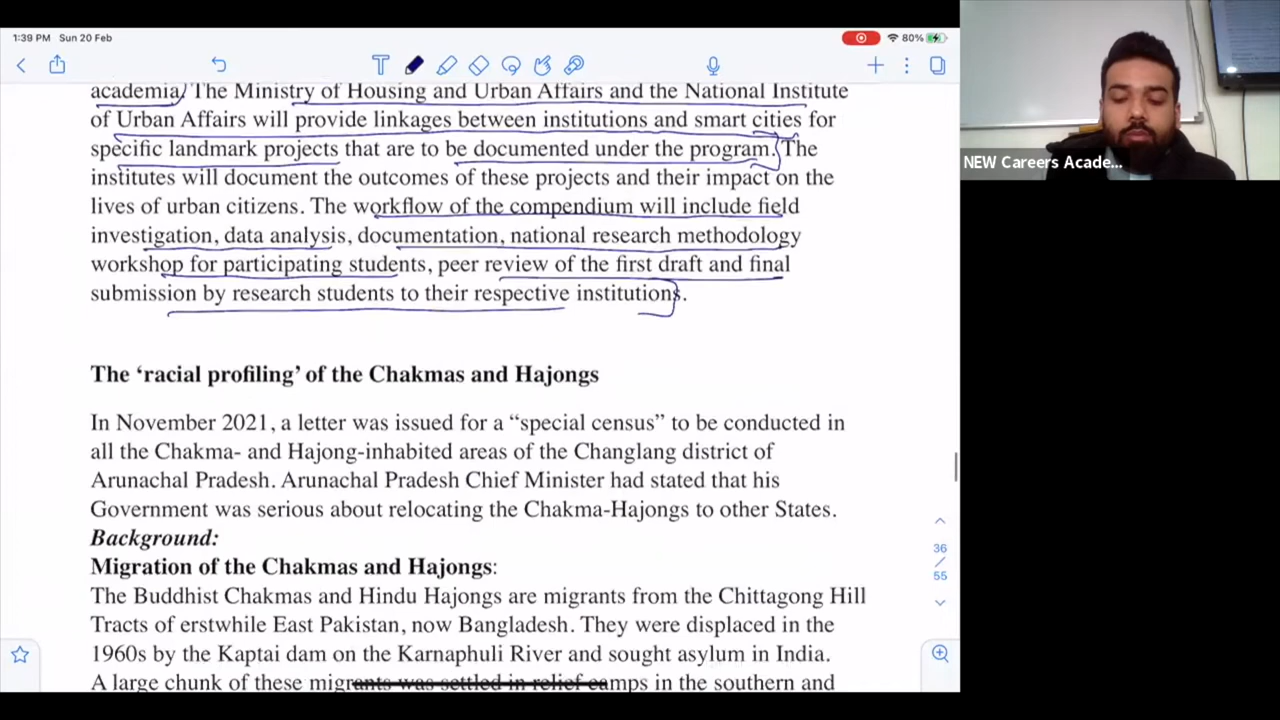 1:39 PM Sun 20 Feb
80%
academia. The Ministry of Housing and Urban Affairs and the National Institute
of Urban Affairs will provide linkages between institutions and smart cities for
specific landmark projects that are to be documented under the program. The
institutes will document the outcomes of these projects and their impact on the
lives of urban citizens. The workflow of the compendium will include field
investigation, data analysis, documentation, national research methodology
workshop for participating students, peer review of the first draft and final
submission by research students to their respective institutions.
The ‘racial profiling’ of the Chakmas and Hajongs
In November 2021, a letter was issued for a “special census” to be conducted in
all the Chakma- and Hajong-inhabited areas of the Changlang district of
Arunachal Pradesh. Arunachal Pradesh Chief Minister had stated that his
Government was serious about relocating the Chakma-Hajongs to other States.
Background:
Migration of the Chakmas and Hajongs:
The Buddhist Chakmas and Hindu Hajongs are migrants from the Chittagong Hill
Tracts of erstwhile East Pakistan, now Bangladesh. They were displaced in the
1960s by the Kaptai dam on the Karnaphuli River and sought asylum in India.
A large chunk of these migrants was settled in relief camps in the southern and
36
/
55
NEW Careers Acade...